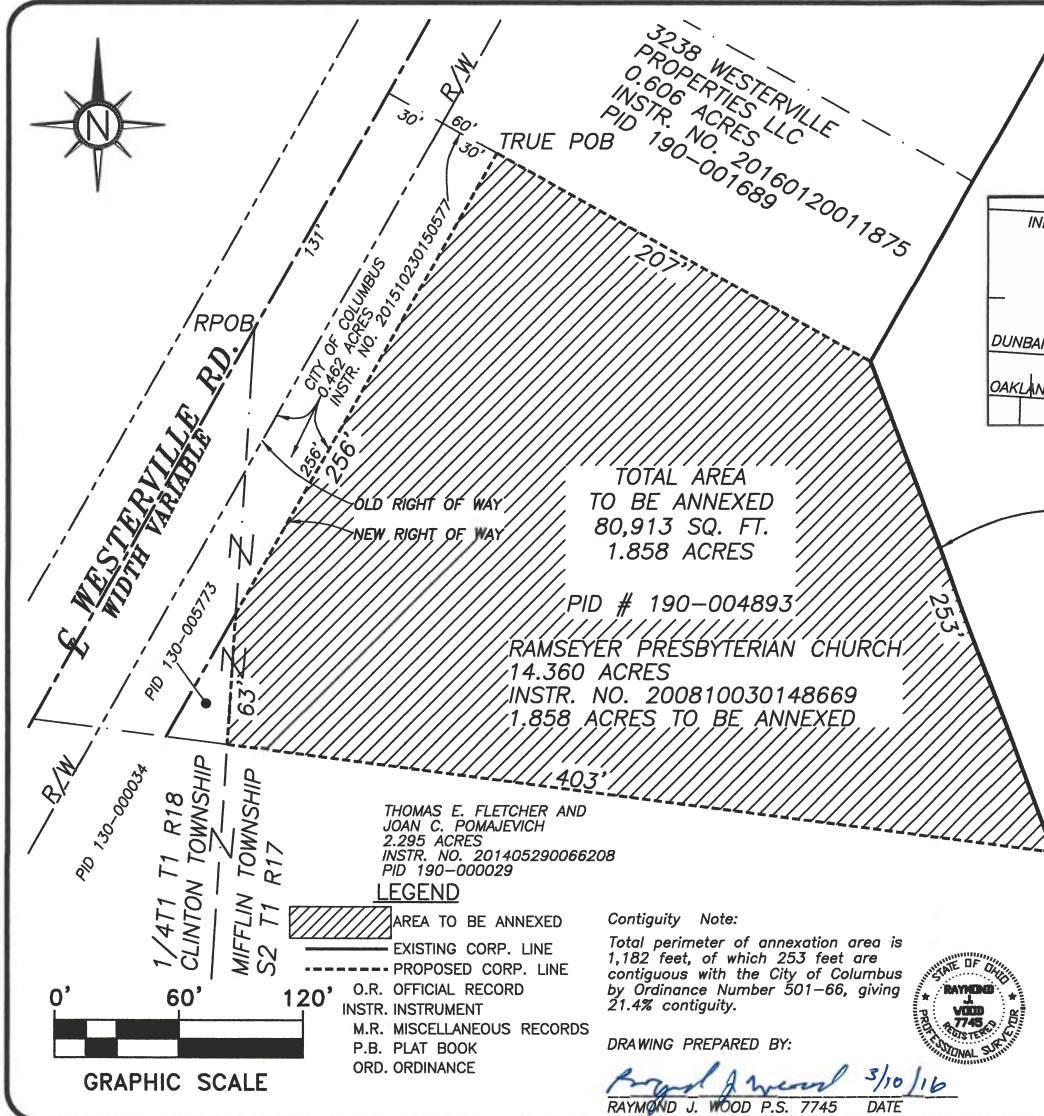 N
R/W
30'
60'
30'
TRUE POB
3238 WESTERVILLE
PROPERTIES LLC
0.606 ACRES
INSTR. NO. 20160120011875
PID 190-001689
131'
CITY OF COLUMBUS
0.462 ACRES
INSTR. NO. 201510230150577
207'
RPOB
℄ WESTERVILLE RD.
WIDTH VARIABLE
256'
256'
OLD RIGHT OF WAY
NEW RIGHT OF WAY
TOTAL AREA
TO BE ANNEXED
80,913 SQ. FT.
1.858 ACRES
PID # 190-004893
RAMSEYER PRESBYTERIAN CHURCH
14.360 ACRES
INSTR. NO. 200810030148669
1.858 ACRES TO BE ANNEXED
253'
PID 130-005773
63'
403'
R/W
PID 130-000034
1/4T1 T1 R18
CLINTON TOWNSHIP
MIFFLIN TOWNSHIP
S2 T1 R17
THOMAS E. FLETCHER AND
JOAN C. POMAJEVICH
2.295 ACRES
INSTR. NO. 201405290066208
PID 190-000029
LEGEND
AREA TO BE ANNEXED
EXISTING CORP. LINE
PROPOSED CORP. LINE
O.R. OFFICIAL RECORD
INSTR. INSTRUMENT
M.R. MISCELLANEOUS RECORDS
P.B. PLAT BOOK
ORD. ORDINANCE
0' 60' 120'
GRAPHIC SCALE
Contiguity Note:
Total perimeter of annexation area is
1,182 feet, of which 253 feet are
contiguous with the City of Columbus
by Ordinance Number 501-66, giving
21.4% contiguity.
DRAWING PREPARED BY:
Raymond J. Wood 3/10/16
RAYMOND J. WOOD P.S. 7745 DATE
STATE OF OHIO
RAYMOND
J.
WOOD
7745
REGISTERED
PROFESSIONAL SURVEYOR